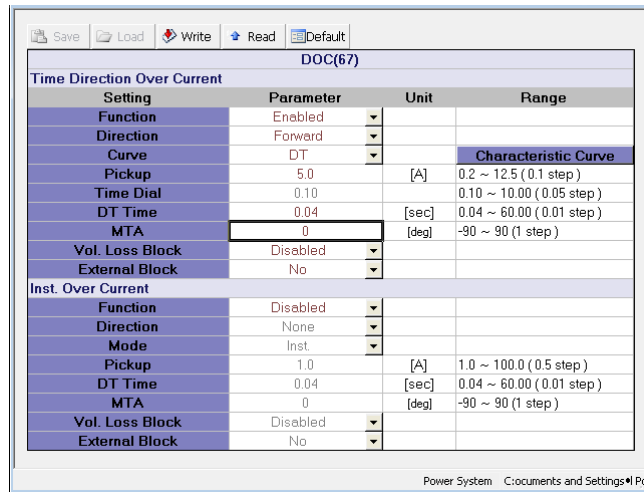 Save Load Write Read Default
DOC(67)
Time Direction Over Current
Setting Parameter Unit Range
Function Enabled
Direction Forward
Curve DT Characteristic Curve
Pickup 5.0 [A] 0.2 ~ 12.5 ( 0.1 step )
Time Dial 0.10 0.10 ~ 10.00 ( 0.05 step )
DT Time 0.04 [sec] 0.04 ~ 60.00 ( 0.01 step )
MTA 0 [deg] -90 ~ 90 (1 step )
Vol. Loss Block Disabled
External Block No
Inst. Over Current
Function Disabled
Direction None
Mode Inst.
Pickup 1.0 [A] 1.0 ~ 100.0 ( 0.5 step )
DT Time 0.04 [sec] 0.04 ~ 60.00 ( 0.01 step )
MTA 0 [deg] -90 ~ 90 (1 step )
Vol. Loss Block Disabled
External Block No
Power System C:ocuments and Settings